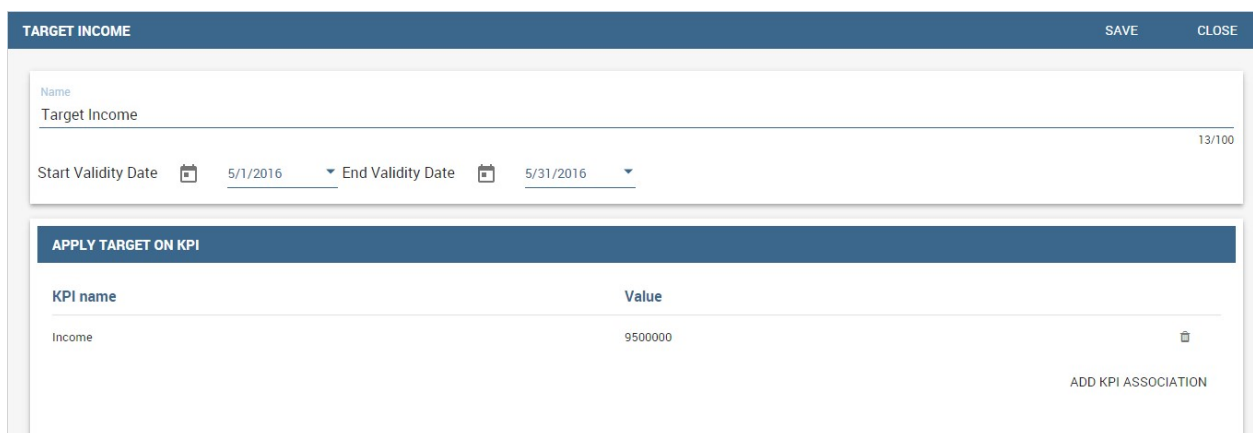 TARGET INCOME SAVE CLOSE
Name
Target Income
13/100
Start Validity Date 5/1/2016 End Validity Date 5/31/2016
APPLY TARGET ON KPI
KPI name Value
Income 9500000
ADD KPI ASSOCIATION